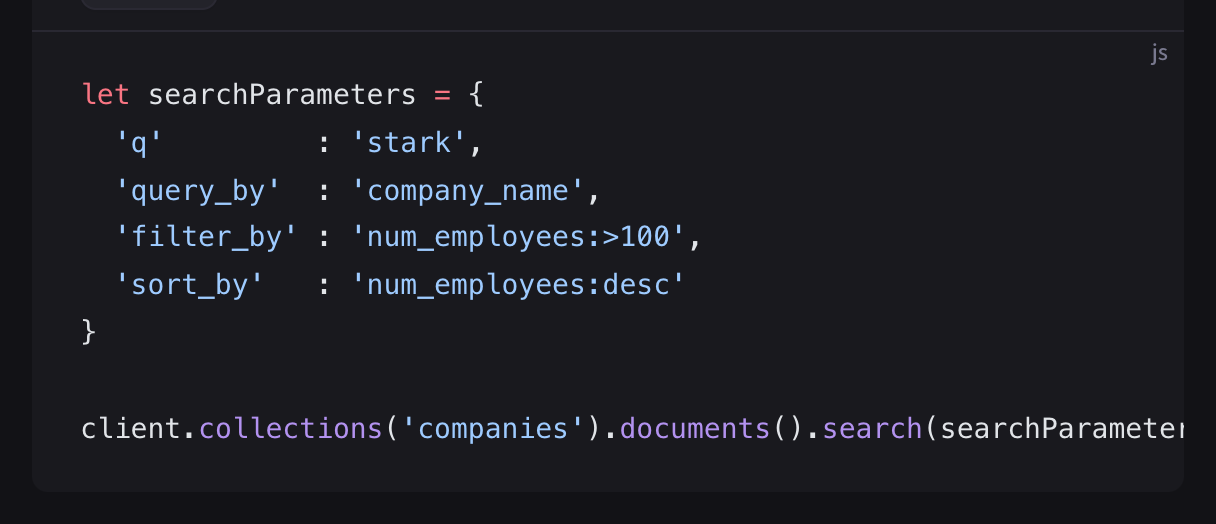 js
let searchParameters = {
  'q'         : 'stark',
  'query_by'  : 'company_name',
  'filter_by' : 'num_employees:>100',
  'sort_by'   : 'num_employees:desc'
}
client.collections('companies').documents().search(searchParameter